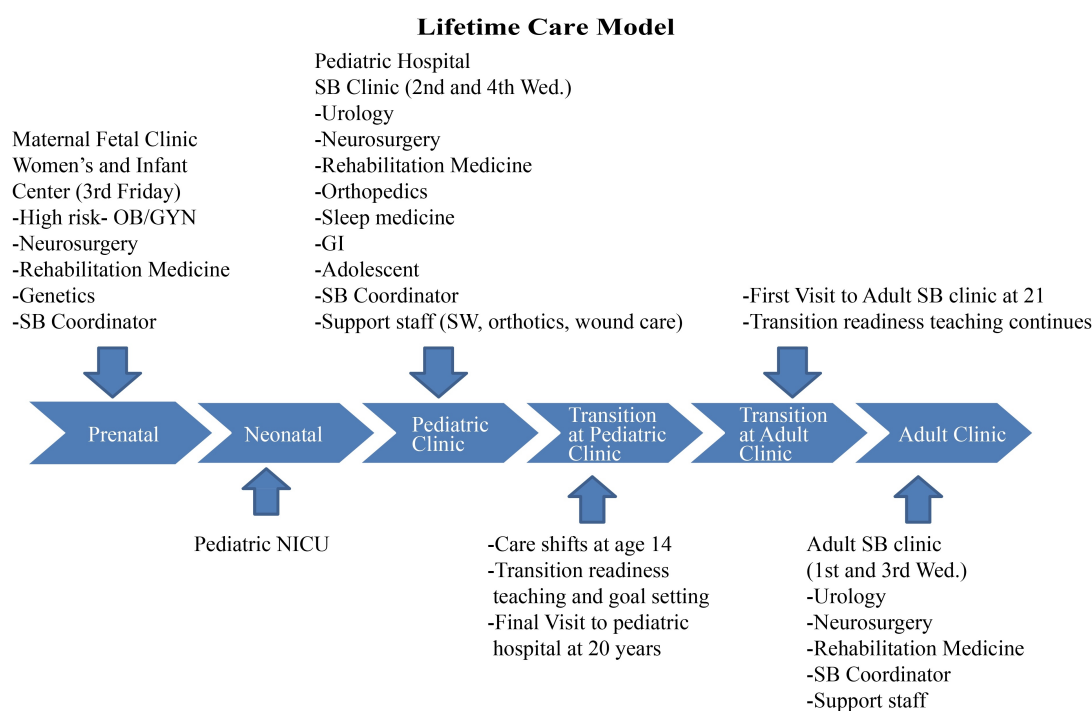 Lifetime Care Model
Maternal Fetal Clinic
Women's and Infant
Center (3rd Friday)
-High risk- OB/GYN
-Neurosurgery
-Rehabilitation Medicine
-Genetics
-SB Coordinator
Pediatric Hospital
SB Clinic (2nd and 4th Wed.)
-Urology
-Neurosurgery
-Rehabilitation Medicine
-Orthopedics
-Sleep medicine
-GI
-Adolescent
-SB Coordinator
-Support staff (SW, orthotics, wound care)
-First Visit to Adult SB clinic at 21
-Transition readiness teaching continues
Prenatal
Neonatal
Pediatric
Clinic
Transition
at Pediatric
Clinic
Transition
at Adult
Clinic
Adult Clinic
Pediatric NICU
-Care shifts at age 14
-Transition readiness
teaching and goal setting
-Final Visit to pediatric
hospital at 20 years
Adult SB clinic
(1st and 3rd Wed.)
-Urology
-Neurosurgery
-Rehabilitation Medicine
-SB Coordinator
-Support staff